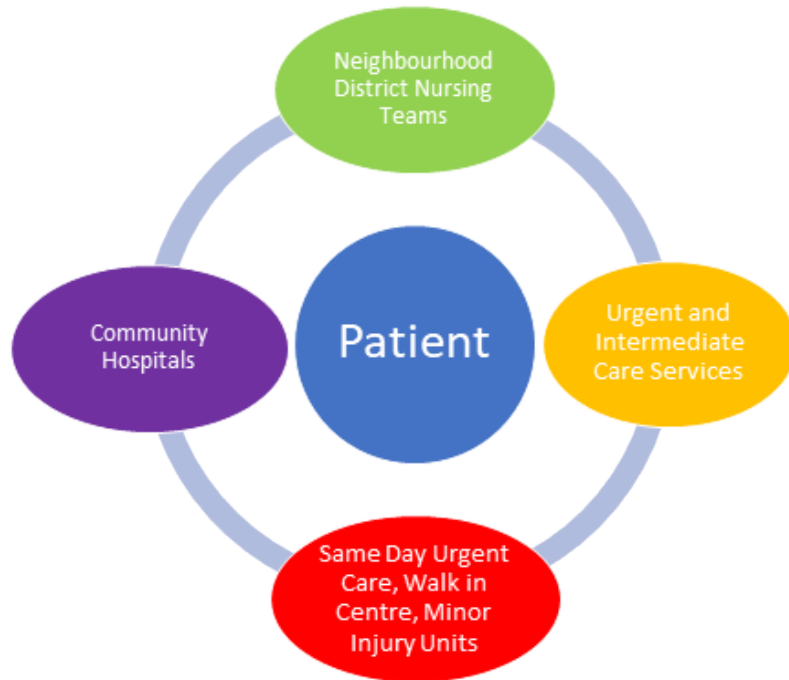 Neighbourhood
District Nursing
Teams
Community
Hospitals
Patient
Urgent and
Intermediate
Care Services
Same Day Urgent
Care, Walk in
Centre, Minor
Injury Units